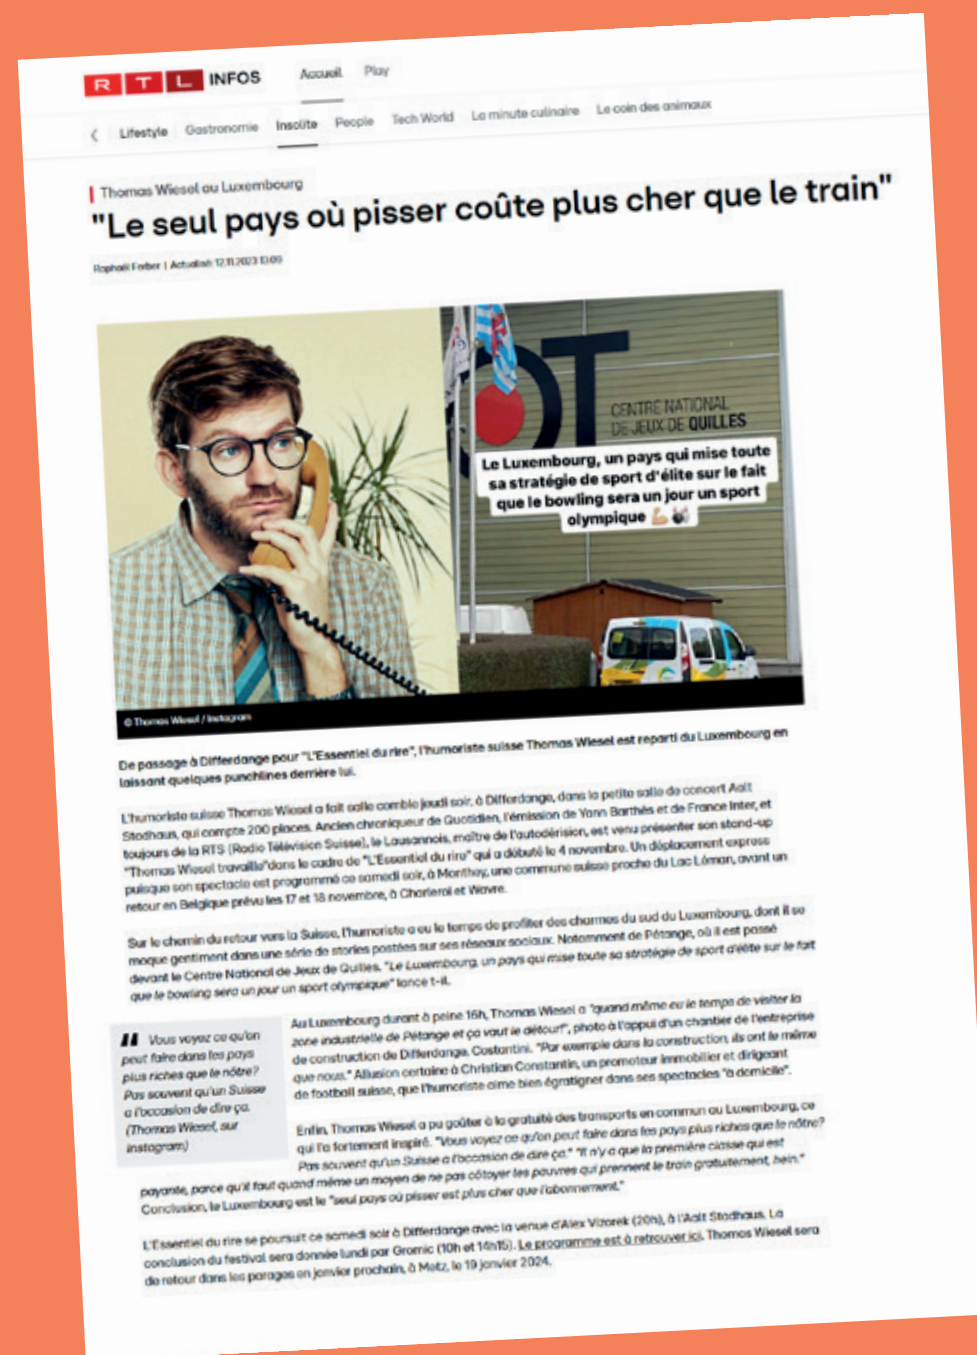 RTL INFOS Accueil Play
Lifestyle Gastronomie Insolite People Tech World La minute culinaire Le coin des animaux
Thomas Wiesel au Luxembourg
"Le seul pays où pisser coûte plus cher que le train"
Raphaël Ferber | Actualisé: 12.11.2023 13:09
OT
CENTRE NATIONAL
DE JEUX DE QUILLES
Le Luxembourg, un pays qui mise toute
sa stratégie de sport d'élite sur le fait
que le bowling sera un jour un sport
olympique 💪🏼 🎳
© Thomas Wiesel / Instagram
De passage à Differdange pour "L'Essentiel du rire", l'humoriste suisse Thomas Wiesel est reparti du Luxembourg en
laissant quelques punchlines derrière lui.
L'humoriste suisse Thomas Wiesel a fait salle comble jeudi soir, à Differdange, dans la petite salle de concert Aalt
Stadhaus, qui compte 200 places. Ancien chroniqueur de Quotidien, l'émission de Yann Barthès et de France Inter, et
toujours de la RTS (Radio Télévision Suisse), le Lausannois, maître de l'autodérision, est venu présenter son stand-up
"Thomas Wiesel travaille"dans le cadre de "L'Essentiel du rire" qui a débuté le 4 novembre. Un déplacement express
puisque son spectacle est programmé ce samedi soir, à Monthey, une commune suisse proche du Lac Léman, avant un
retour en Belgique prévu les 17 et 18 novembre, à Charleroi et Wavre.
Sur le chemin du retour vers la Suisse, l'humoriste a eu le temps de profiter des charmes du sud du Luxembourg, dont il se
moque gentiment dans une série de stories postées sur ses réseaux sociaux. Notamment de Pétange, où il est passé
devant le Centre National de Jeux de Quilles. "Le Luxembourg, un pays qui mise toute sa stratégie de sport d'élite sur le fait
que le bowling sera un jour un sport olympique" lance t-il.
Vous voyez ce qu'on
peut faire dans les pays
plus riches que le nôtre?
Pas souvent qu'un Suisse
a l'occasion de dire ça.
(Thomas Wiesel, sur
Instagram)
Au Luxembourg durant à peine 16h, Thomas Wiesel a "quand même eu le temps de visiter la
zone industrielle de Pétange et ça vaut le détour!", photo à l'appui d'un chantier de l'entreprise
de construction de Differdange, Costantini. "Par exemple dans la construction, ils ont le même
que nous." Allusion certaine à Christian Constantin, un promoteur immobilier et dirigeant
de football suisse, que l'humoriste aime bien égratigner dans ses spectacles "à domicile".
Enfin, Thomas Wiesel a pu goûter à la gratuité des transports en commun au Luxembourg, ce
qui l'a fortement inspiré. "Vous voyez ce qu'on peut faire dans les pays plus riches que le nôtre?
Pas souvent qu'un Suisse a l'occasion de dire ça." "Il n'y a que la première classe qui est
payante, parce qu'il faut quand même un moyen de ne pas côtoyer les pauvres qui prennent le train gratuitement, hein."
Conclusion, le Luxembourg est le "seul pays où pisser est plus cher que l'abonnement."
L'Essentiel du rire se poursuit ce samedi soir à Differdange avec la venue d'Alex Vizorek (20h), à l'Aalt Stadhaus. La
conclusion du festival sera donnée lundi par Gromic (10h et 14h15). Le programme est à retrouver ici. Thomas Wiesel sera
de retour dans les parages en janvier prochain, à Metz, le 19 janvier 2024.